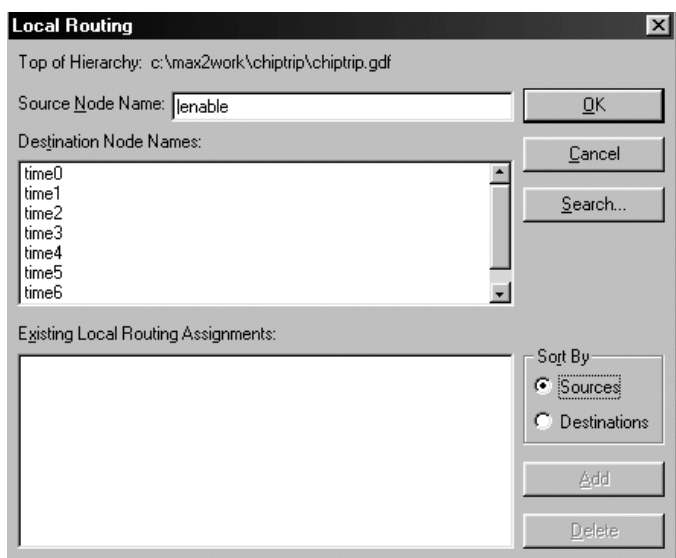 Local Routing
Top of Hierarchy: c:\max2work\chiptrip\chiptrip.gdf
Source Node Name: |enable
OK
Destination Node Names:
Cancel
time0
time1
time2
time3
time4
time5
time6
Search...
Existing Local Routing Assignments:
Sort By
Sources
Destinations
Add
Delete